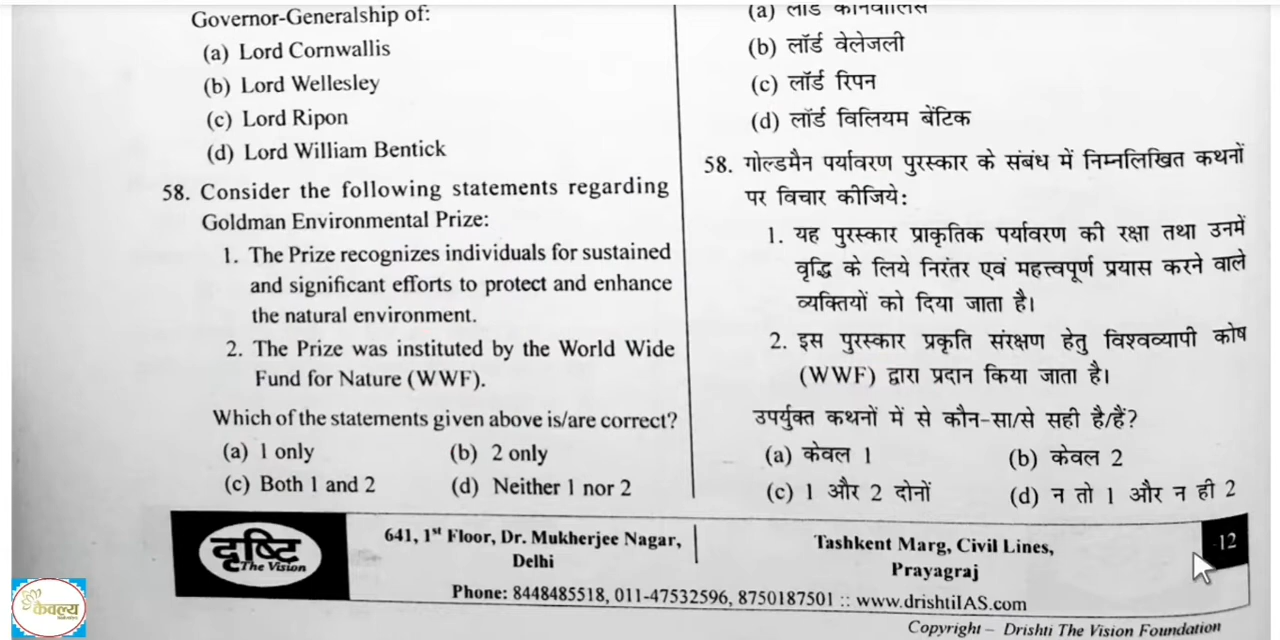 Governor-Generalship of:
(a) Lord Cornwallis
(b) Lord Wellesley
(c) Lord Ripon
(d) Lord William Bentick
58. Consider the following statements regarding
Goldman Environmental Prize:
1. The Prize recognizes individuals for sustained
and significant efforts to protect and enhance
the natural environment.
2. The Prize was instituted by the World Wide
Fund for Nature (WWF).
Which of the statements given above is/are correct?
(a) 1 only (b) 2 only
(c) Both 1 and 2 (d) Neither 1 nor 2
(a) लॉर्ड कॉर्नवालिस
(b) लॉर्ड वेलेजली
(c) लॉर्ड रिपन
(d) लॉर्ड विलियम बेंटिक
58. गोल्डमैन पर्यावरण पुरस्कार के संबंध में निम्नलिखित कथनों
पर विचार कीजिये:
1. यह पुरस्कार प्राकृतिक पर्यावरण की रक्षा तथा उनमें
वृद्धि के लिये निरंतर एवं महत्त्वपूर्ण प्रयास करने वाले
व्यक्तियों को दिया जाता है।
2. इस पुरस्कार प्रकृति संरक्षण हेतु विश्वव्यापी कोष
(WWF) द्वारा प्रदान किया जाता है।
उपर्युक्त कथनों में से कौन-सा/से सही है/हैं?
(a) केवल 1 (b) केवल 2
(c) 1 और 2 दोनों (d) न तो 1 और न ही 2
दृष्टि
The Vision
641, 1st Floor, Dr. Mukherjee Nagar,
Delhi
Tashkent Marg, Civil Lines,
Prayagraj
12
Phone: 8448485518, 011-47532596, 8750187501 :: www.drishtiIAS.com
Copyright – Drishti The Vision Foundation
कैवल्य